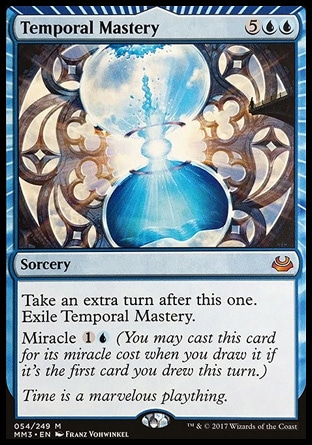 Temporal Mastery 5
Sorcery
Take an extra turn after this one.
Exile Temporal Mastery.
Miracle 1 (You may cast this card
for its miracle cost when you draw it if
it's the first card you drew this turn.)
Time is a marvelous plaything.
054/249 M
MM3 • EN Franz Vohwinkel
™ & © 2017 Wizards of the Coast